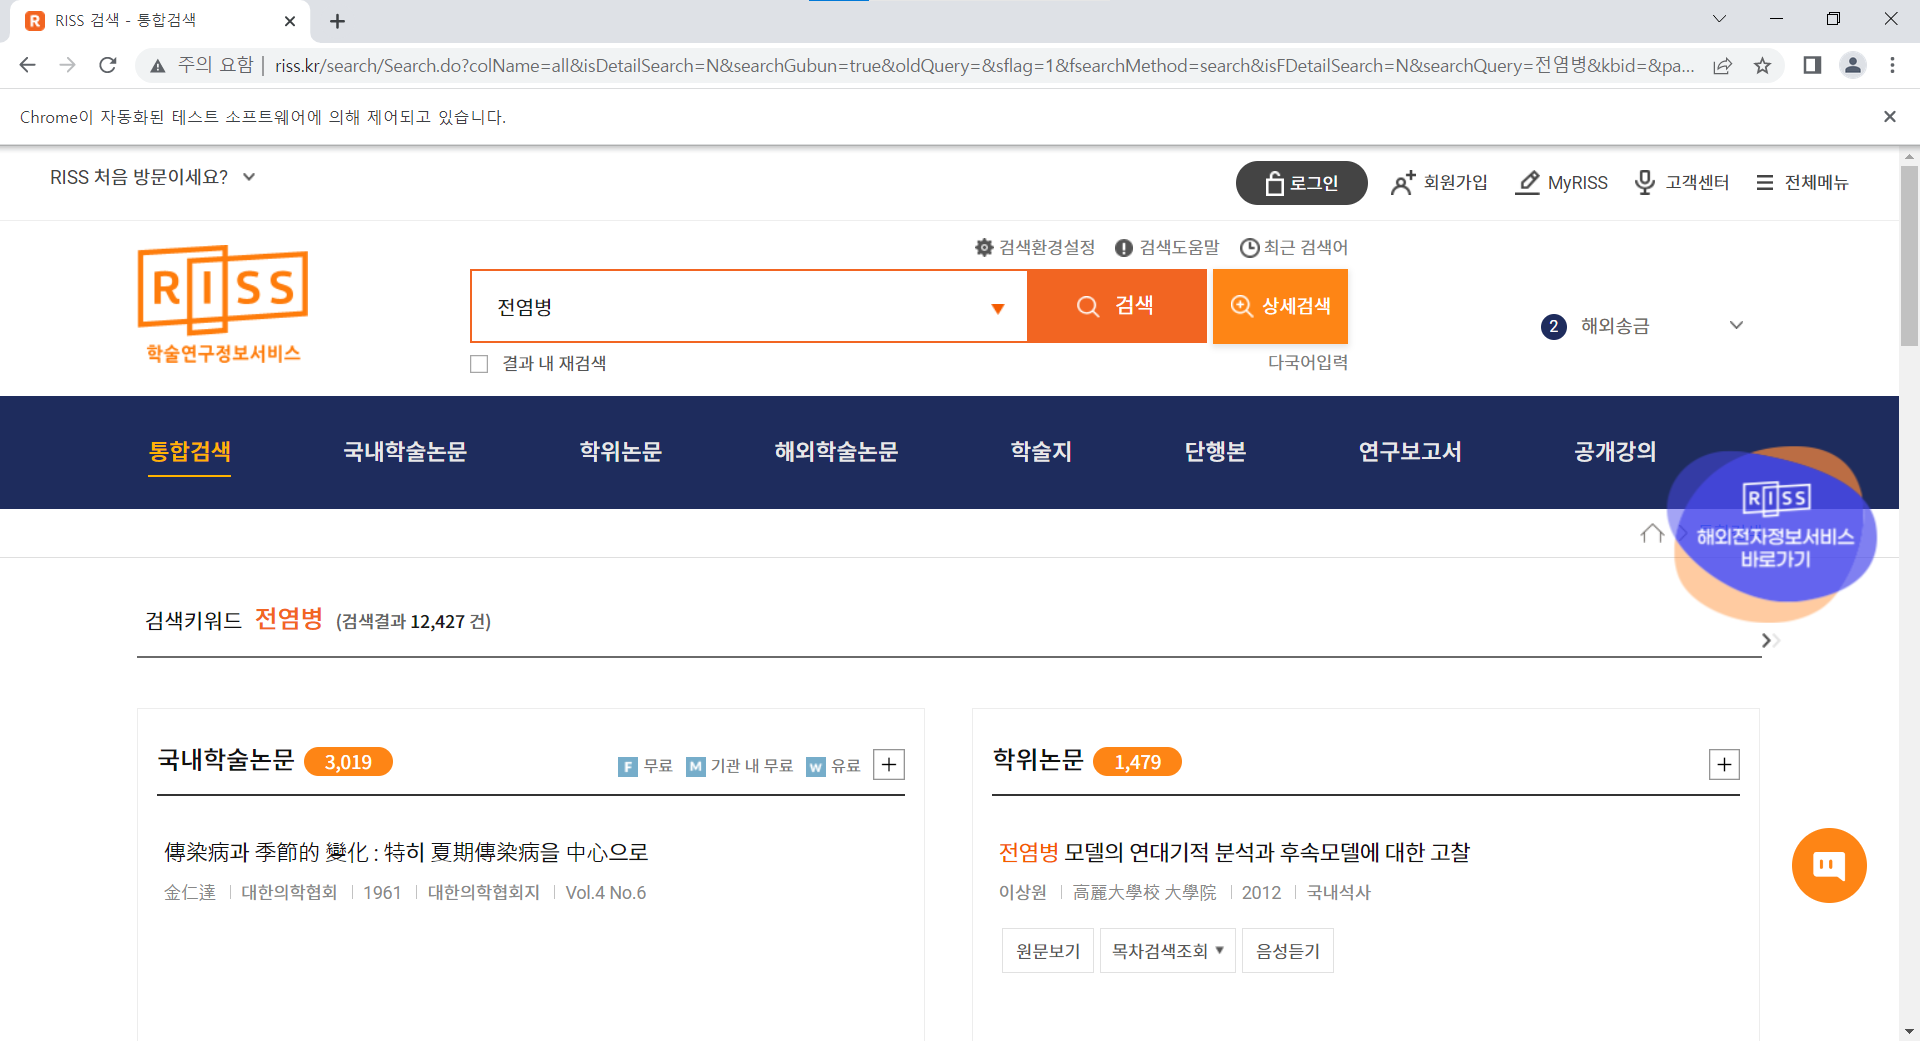 RISS 검색 - 통합검색
주의 요함 | riss.kr/search/Search.do?colName=all&isDetailSearch=N&searchGubun=true&oldQuery=&sflag=1&fsearchMethod=search&isFDetailSearch=N&searchQuery=전염병&kbid=&pa...
Chrome이 자동화된 테스트 소프트웨어에 의해 제어되고 있습니다.
RISS 처음 방문이세요?
로그인 회원가입 MyRISS 고객센터 전체메뉴
검색환경설정 검색도움말 최근 검색어
RISS
학술연구정보서비스
전염병
검색
상세검색
2 해외송금
결과 내 재검색
다국어입력
통합검색 국내학술논문 학위논문 해외학술논문 학술지 단행본 연구보고서 공개강의
RISS
해외전자정보서비스
바로가기
검색키워드 전염병 (검색결과 12,427 건)
국내학술논문 3,019
F 무료 M 기관 내 무료 W 유료
傳染病과 季節的 變化 : 特히 夏期傳染病을 中心으로
金仁達 대한의학협회 1961 대한의학협회지 Vol.4 No.6
학위논문 1,479
전염병 모델의 연대기적 분석과 후속모델에 대한 고찰
이상원 高麗大學校 大學院 2012 국내석사
원문보기 목차검색조회 음성듣기